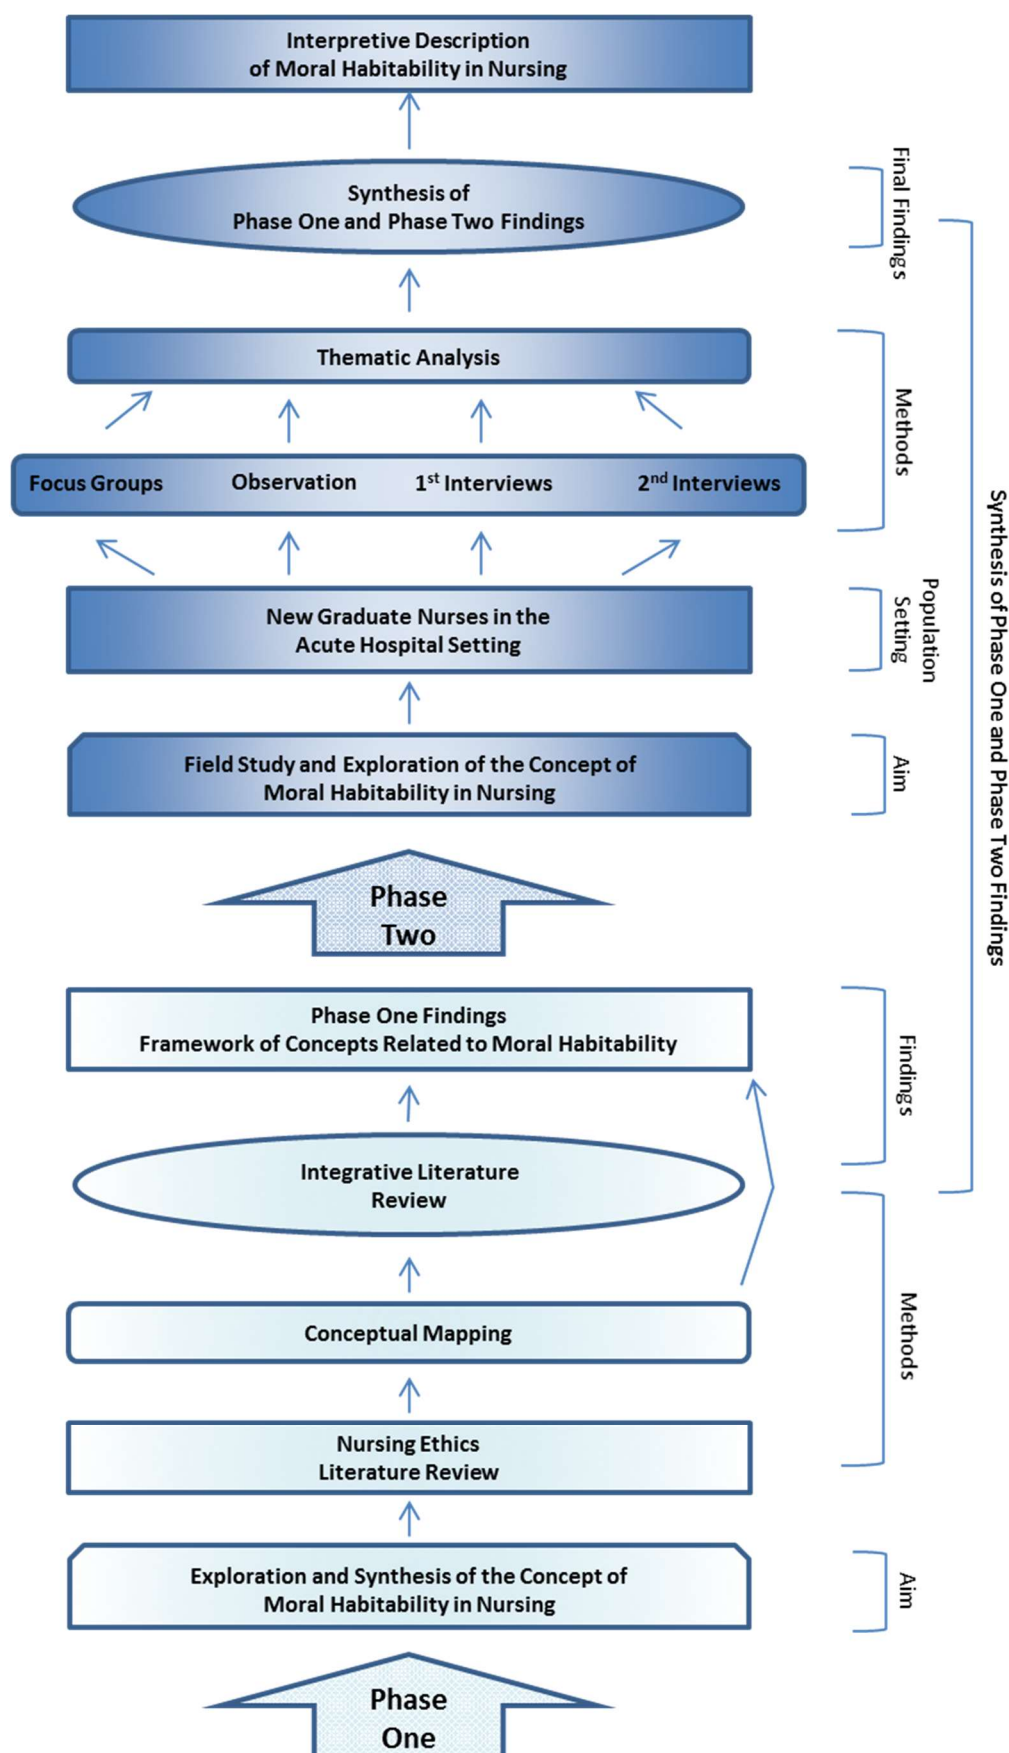 Interpretive Description
of Moral Habitability in Nursing
Final Findings
Synthesis of
Phase One and Phase Two Findings
Thematic Analysis
Methods
Focus Groups
Observation
1st Interviews
2nd Interviews
Synthesis of Phase One and Phase Two Findings
New Graduate Nurses in the
Acute Hospital Setting
Population
Setting
Field Study and Exploration of the Concept of
Moral Habitability in Nursing
Aim
Phase
Two
Phase One Findings
Framework of Concepts Related to Moral Habitability
Findings
Integrative Literature
Review
Conceptual Mapping
Methods
Nursing Ethics
Literature Review
Exploration and Synthesis of the Concept of
Moral Habitability in Nursing
Aim
Phase
One